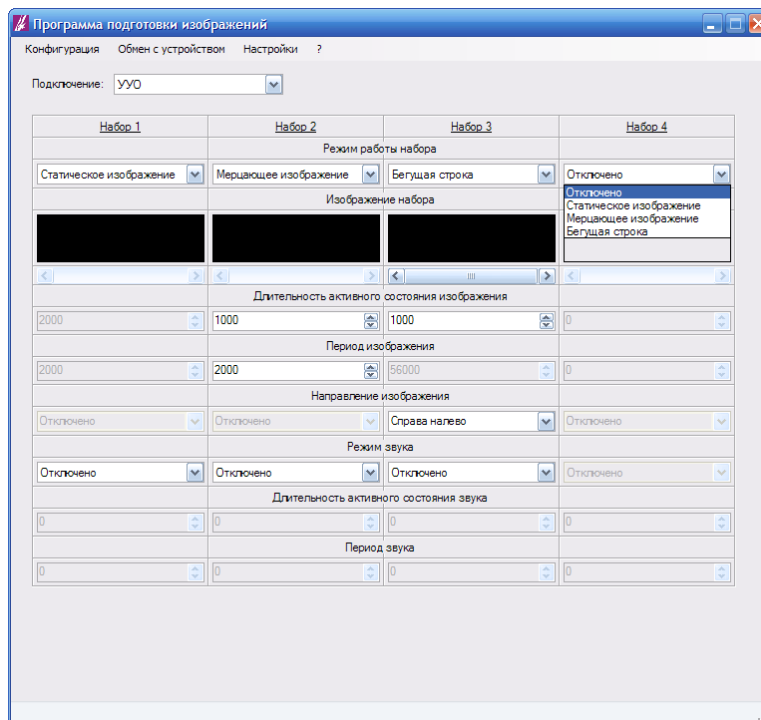 Программа подготовки изображений
Конфигурация Обмен с устройством Настройки ?
Подключение: УУО
Набор 1 Набор 2 Набор 3 Набор 4
Режим работы набора
Статическое изображение Мерцающее изображение Бегущая строка Отключено
Отключено
Статическое изображение
Мерцающее изображение
Бегущая строка
Изображение набора
Длительность активного состояния изображения
2000 1000 1000 0
Период изображения
2000 2000 56000 0
Направление изображения
Отключено Отключено Справа налево Отключено
Режим звука
Отключено Отключено Отключено Отключено
Длительность активного состояния звука
0 0 0 0
Период звука
0 0 0 0